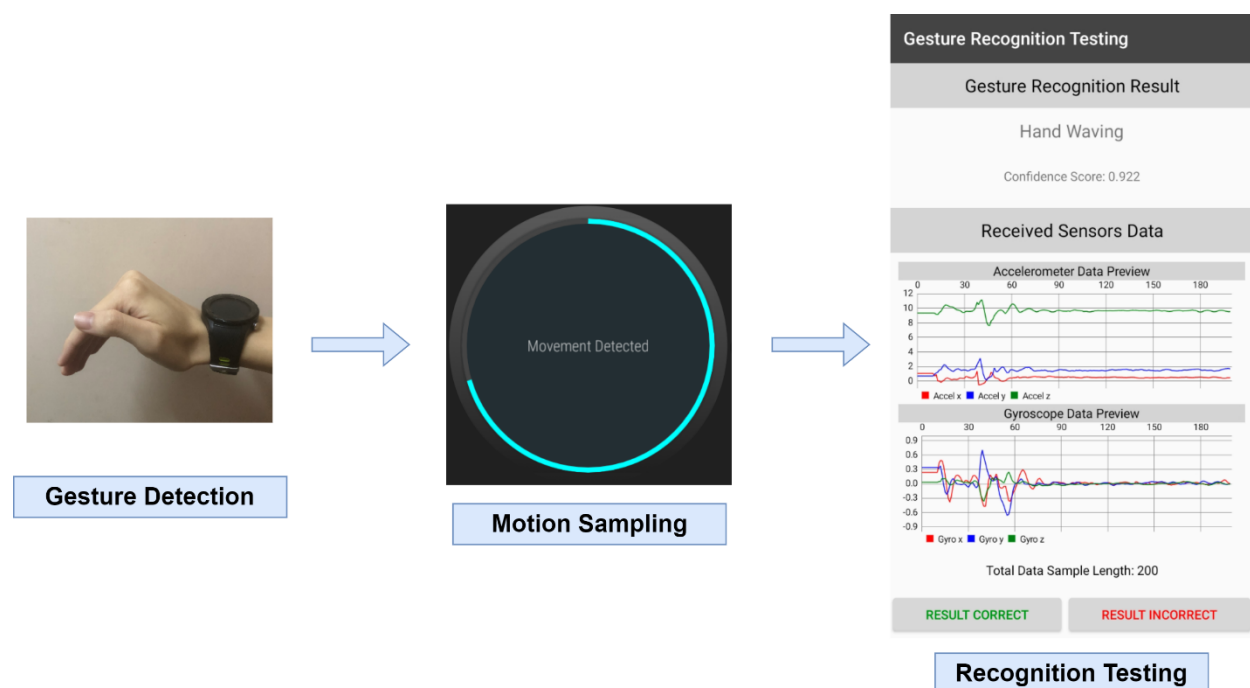 Gesture Detection
Movement Detected
Motion Sampling
Gesture Recognition Testing
Gesture Recognition Result
Hand Waving
Confidence Score: 0.922
Received Sensors Data
Accelerometer Data Preview
0 30 60 90 120 150 180
12
10
8
6
4
2
0
Accel x Accel y Accel z
Gyroscope Data Preview
0 30 60 90 120 150 180
0.9
0.6
0.3
0.0
-0.3
-0.6
-0.9
Gyro x Gyro y Gyro z
Total Data Sample Length: 200
RESULT CORRECT RESULT INCORRECT
Recognition Testing